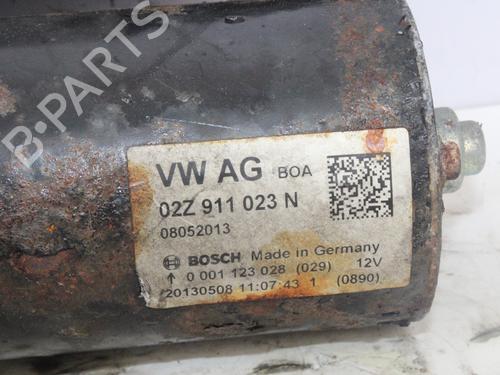 B-PARTS
VW AG BOA
02Z 911 023 N
08052013
BOSCH Made in Germany
↑ 0 001 123 028 (029) 12V
*20130508 11:07:43 1 (0890)